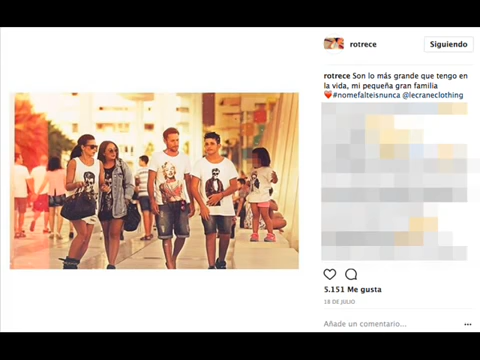 rotrece
Siguiendo
rotrece Son lo más grande que tengo en
la vida, mi pequeña gran familia
#nomefalteisnunca @lecraneclothing
5.151 Me gusta
18 DE JULIO
Añade un comentario...